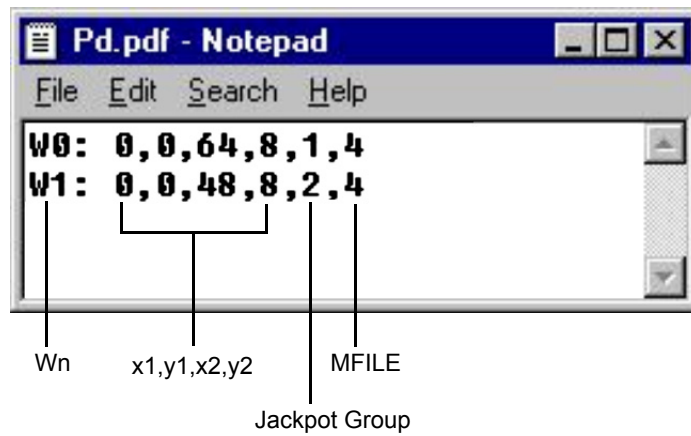 Pd.pdf - Notepad
File Edit Search Help
W0: 0,0,64,8,1,4
W1: 0,0,48,8,2,4
Wn x1,y1,x2,y2 MFILE
Jackpot Group